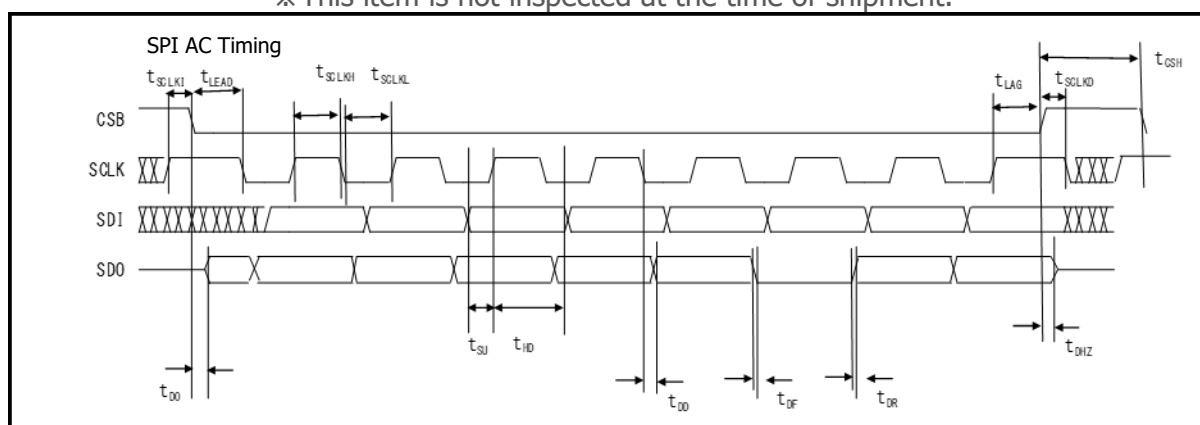 ※ This item is not inspected at the time of shipment.
SPI AC Timing
tSCLKI tLEAD tSCLKH tSCLKL tLAG tSCLKD tCSH
CSB
SCLK
SDI
SDO
tDO tSU tHD tDD tDF tDR tDHZ